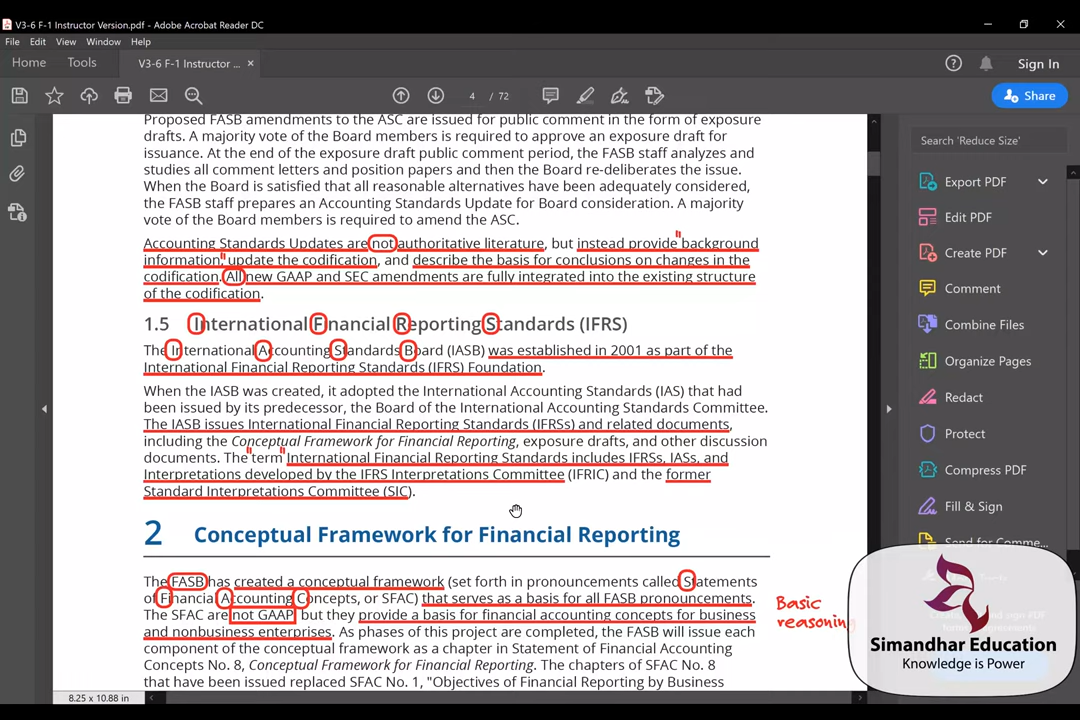 V3-6 F-1 Instructor Version.pdf - Adobe Acrobat Reader DC
File Edit View Window Help
Home Tools V3-6 F-1 Instructor ... × Sign In
4 / 72 Share
Proposed FASB amendments to the ASC are issued for public comment in the form of exposure
drafts. A majority vote of the Board members is required to approve an exposure draft for
issuance. At the end of the exposure draft public comment period, the FASB staff analyzes and
studies all comment letters and position papers and then the Board re-deliberates the issue.
When the Board is satisfied that all reasonable alternatives have been adequately considered,
the FASB staff prepares an Accounting Standards Update for Board consideration. A majority
vote of the Board members is required to amend the ASC.
Accounting Standards Updates are not authoritative literature, but instead provide background
information, update the codification, and describe the basis for conclusions on changes in the
codification. All new GAAP and SEC amendments are fully integrated into the existing structure
of the codification.
1.5 International Financial Reporting Standards (IFRS)
The International Accounting Standards Board (IASB) was established in 2001 as part of the
International Financial Reporting Standards (IFRS) Foundation.
When the IASB was created, it adopted the International Accounting Standards (IAS) that had
been issued by its predecessor, the Board of the International Accounting Standards Committee.
The IASB issues International Financial Reporting Standards (IFRSs) and related documents,
including the Conceptual Framework for Financial Reporting, exposure drafts, and other discussion
documents. The "term" International Financial Reporting Standards includes IFRSs, IASs, and
Interpretations developed by the IFRS Interpretations Committee (IFRIC) and the former
Standard Interpretations Committee (SIC).
2 Conceptual Framework for Financial Reporting
The FASB has created a conceptual framework (set forth in pronouncements called Statements
of Financial Accounting Concepts, or SFAC) that serves as a basis for all FASB pronouncements.
The SFAC are not GAAP but they provide a basis for financial accounting concepts for business
and nonbusiness enterprises. As phases of this project are completed, the FASB will issue each
component of the conceptual framework as a chapter in Statement of Financial Accounting
Concepts No. 8, Conceptual Framework for Financial Reporting. The chapters of SFAC No. 8
that have been issued replaced SFAC No. 1, "Objectives of Financial Reporting by Business
Basic
reasoning
8.25 x 10.88 in
Search 'Reduce Size'
Export PDF
Edit PDF
Create PDF
Comment
Combine Files
Organize Pages
Redact
Protect
Compress PDF
Fill & Sign
Send for Comme...
Simandhar Education
Knowledge is Power